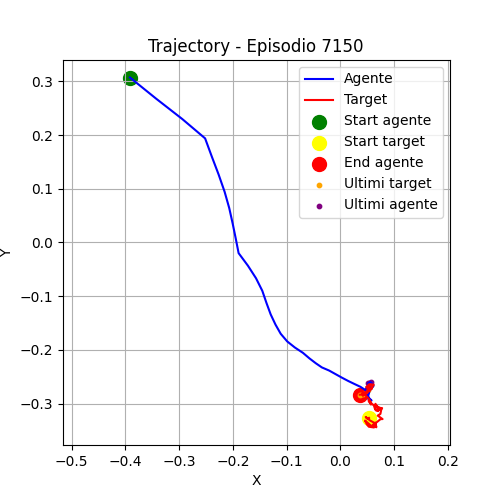 Trajectory - Episodio 7150
Agente
Target
Start agente
Start target
End agente
Ultimi target
Ultimi agente
Y
0.3
0.2
0.1
0.0
−0.1
−0.2
−0.3
−0.5
−0.4
−0.3
−0.2
−0.1
0.0
0.1
0.2
X